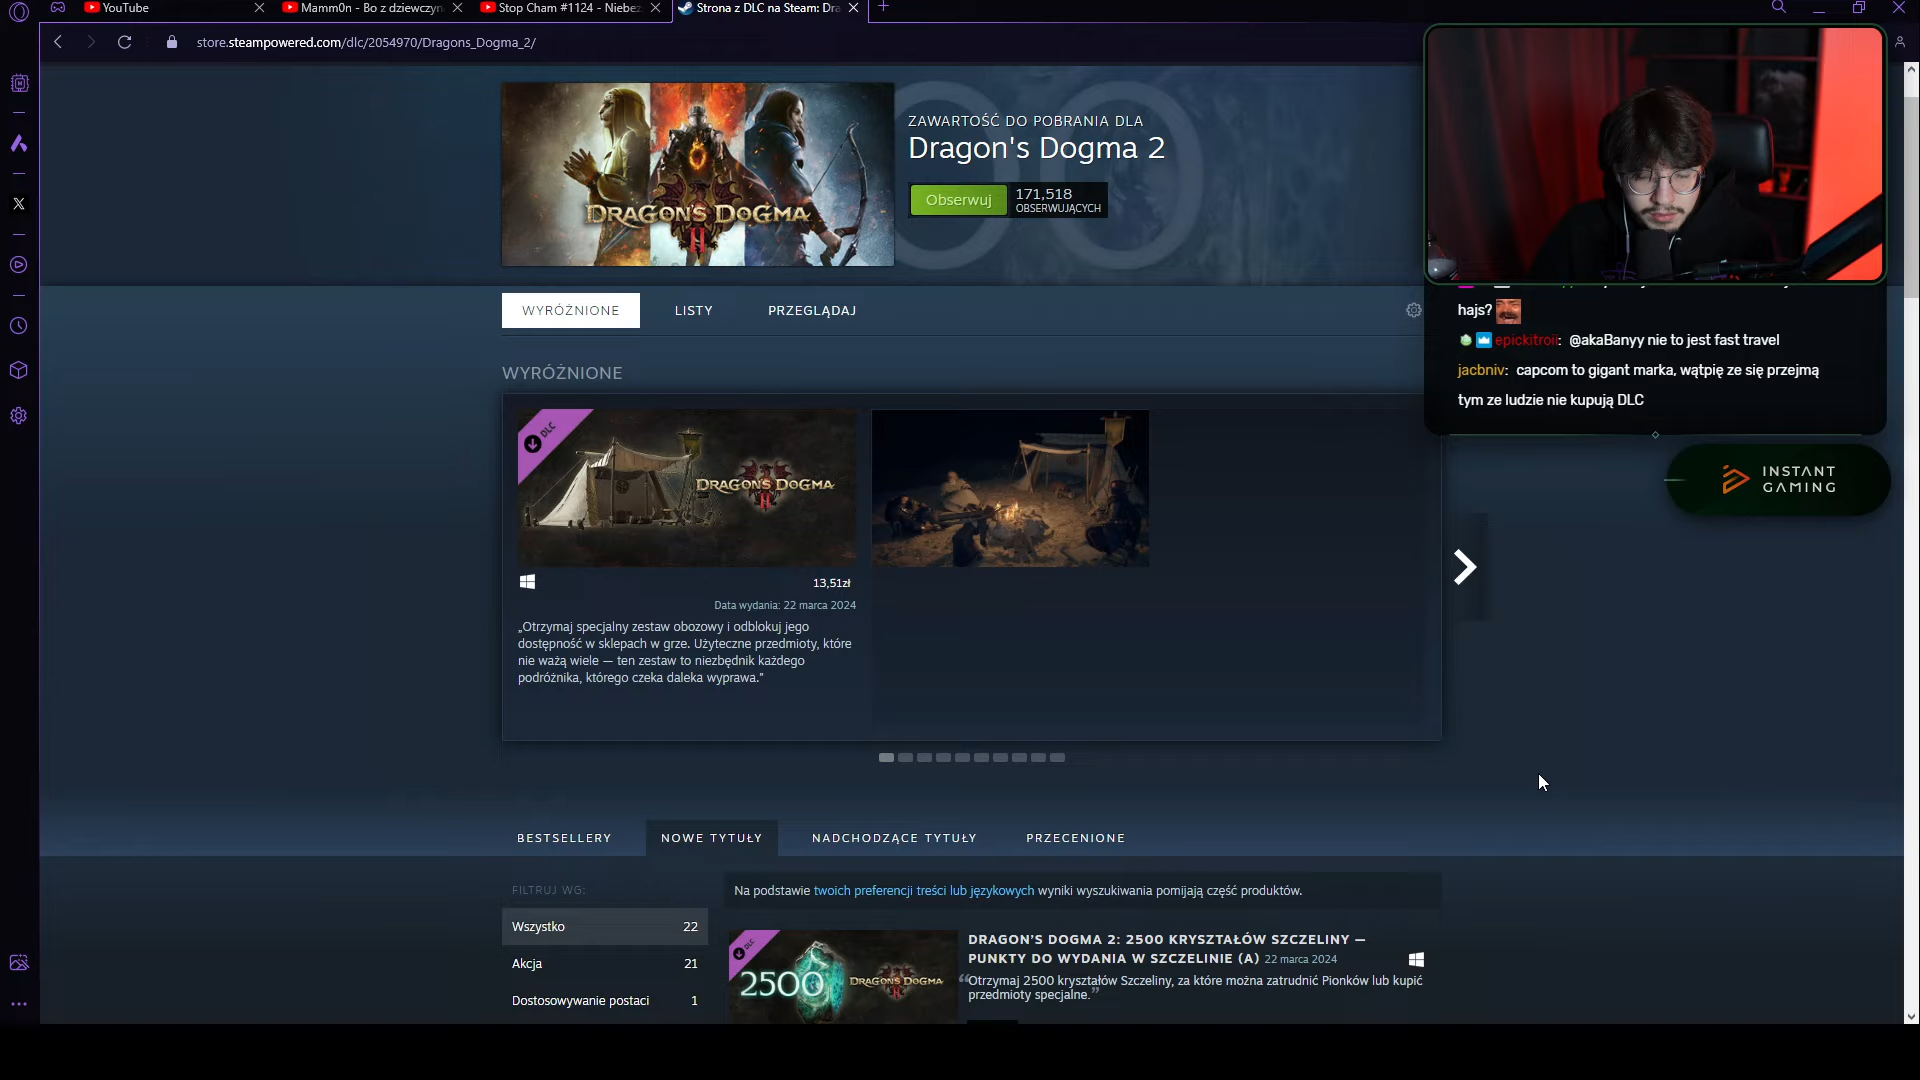 YouTube
Mamm0n - Bo z dziewczyn
Stop Cham #1124 - Niebez
Strona z DLC na Steam: Dra
store.steampowered.com/dlc/2054970/Dragons_Dogma_2/
ZAWARTOŚĆ DO POBRANIA DLA
Dragon's Dogma 2
Obserwuj
171,518
OBSERWUJĄCYCH
DRAGON'S DOGMA
WYRÓŻNIONE
LISTY
PRZEGLĄDAJ
hajs?
epickitroii: @akaBanyy nie to jest fast travel
jacbniv: capcom to gigant marka, wątpię ze się przejmą
tym ze ludzie nie kupują DLC
INSTANT
GAMING
WYRÓŻNIONE
DLC
DRAGON'S DOGMA
13,51zł
Data wydania: 22 marca 2024
„Otrzymaj specjalny zestaw obozowy i odblokuj jego
dostępność w sklepach w grze. Użyteczne przedmioty, które
nie ważą wiele — ten zestaw to niezbędnik każdego
podróżnika, którego czeka daleka wyprawa.”
BESTSELLERY
NOWE TYTUŁY
NADCHODZĄCE TYTUŁY
PRZECENIONE
FILTRUJ WG:
Wszystko 22
Akcja 21
Dostosowywanie postaci 1
Na podstawie twoich preferencji treści lub językowych wyniki wyszukiwania pomijają część produktów.
DLC
2500
DRAGON'S DOGMA
DRAGON'S DOGMA 2: 2500 KRYSZTAŁÓW SZCZELINY —
PUNKTY DO WYDANIA W SZCZELINIE (A) 22 marca 2024
“Otrzymaj 2500 kryształów Szczeliny, za które można zatrudnić Pionków lub kupić
przedmioty specjalne.”